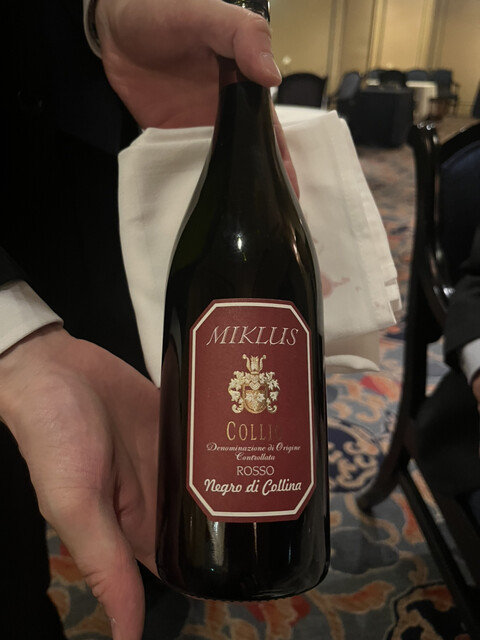 MIKLUS
COLLIO
Denominazione di Origine
Controllata
ROSSO
Negro di Collina